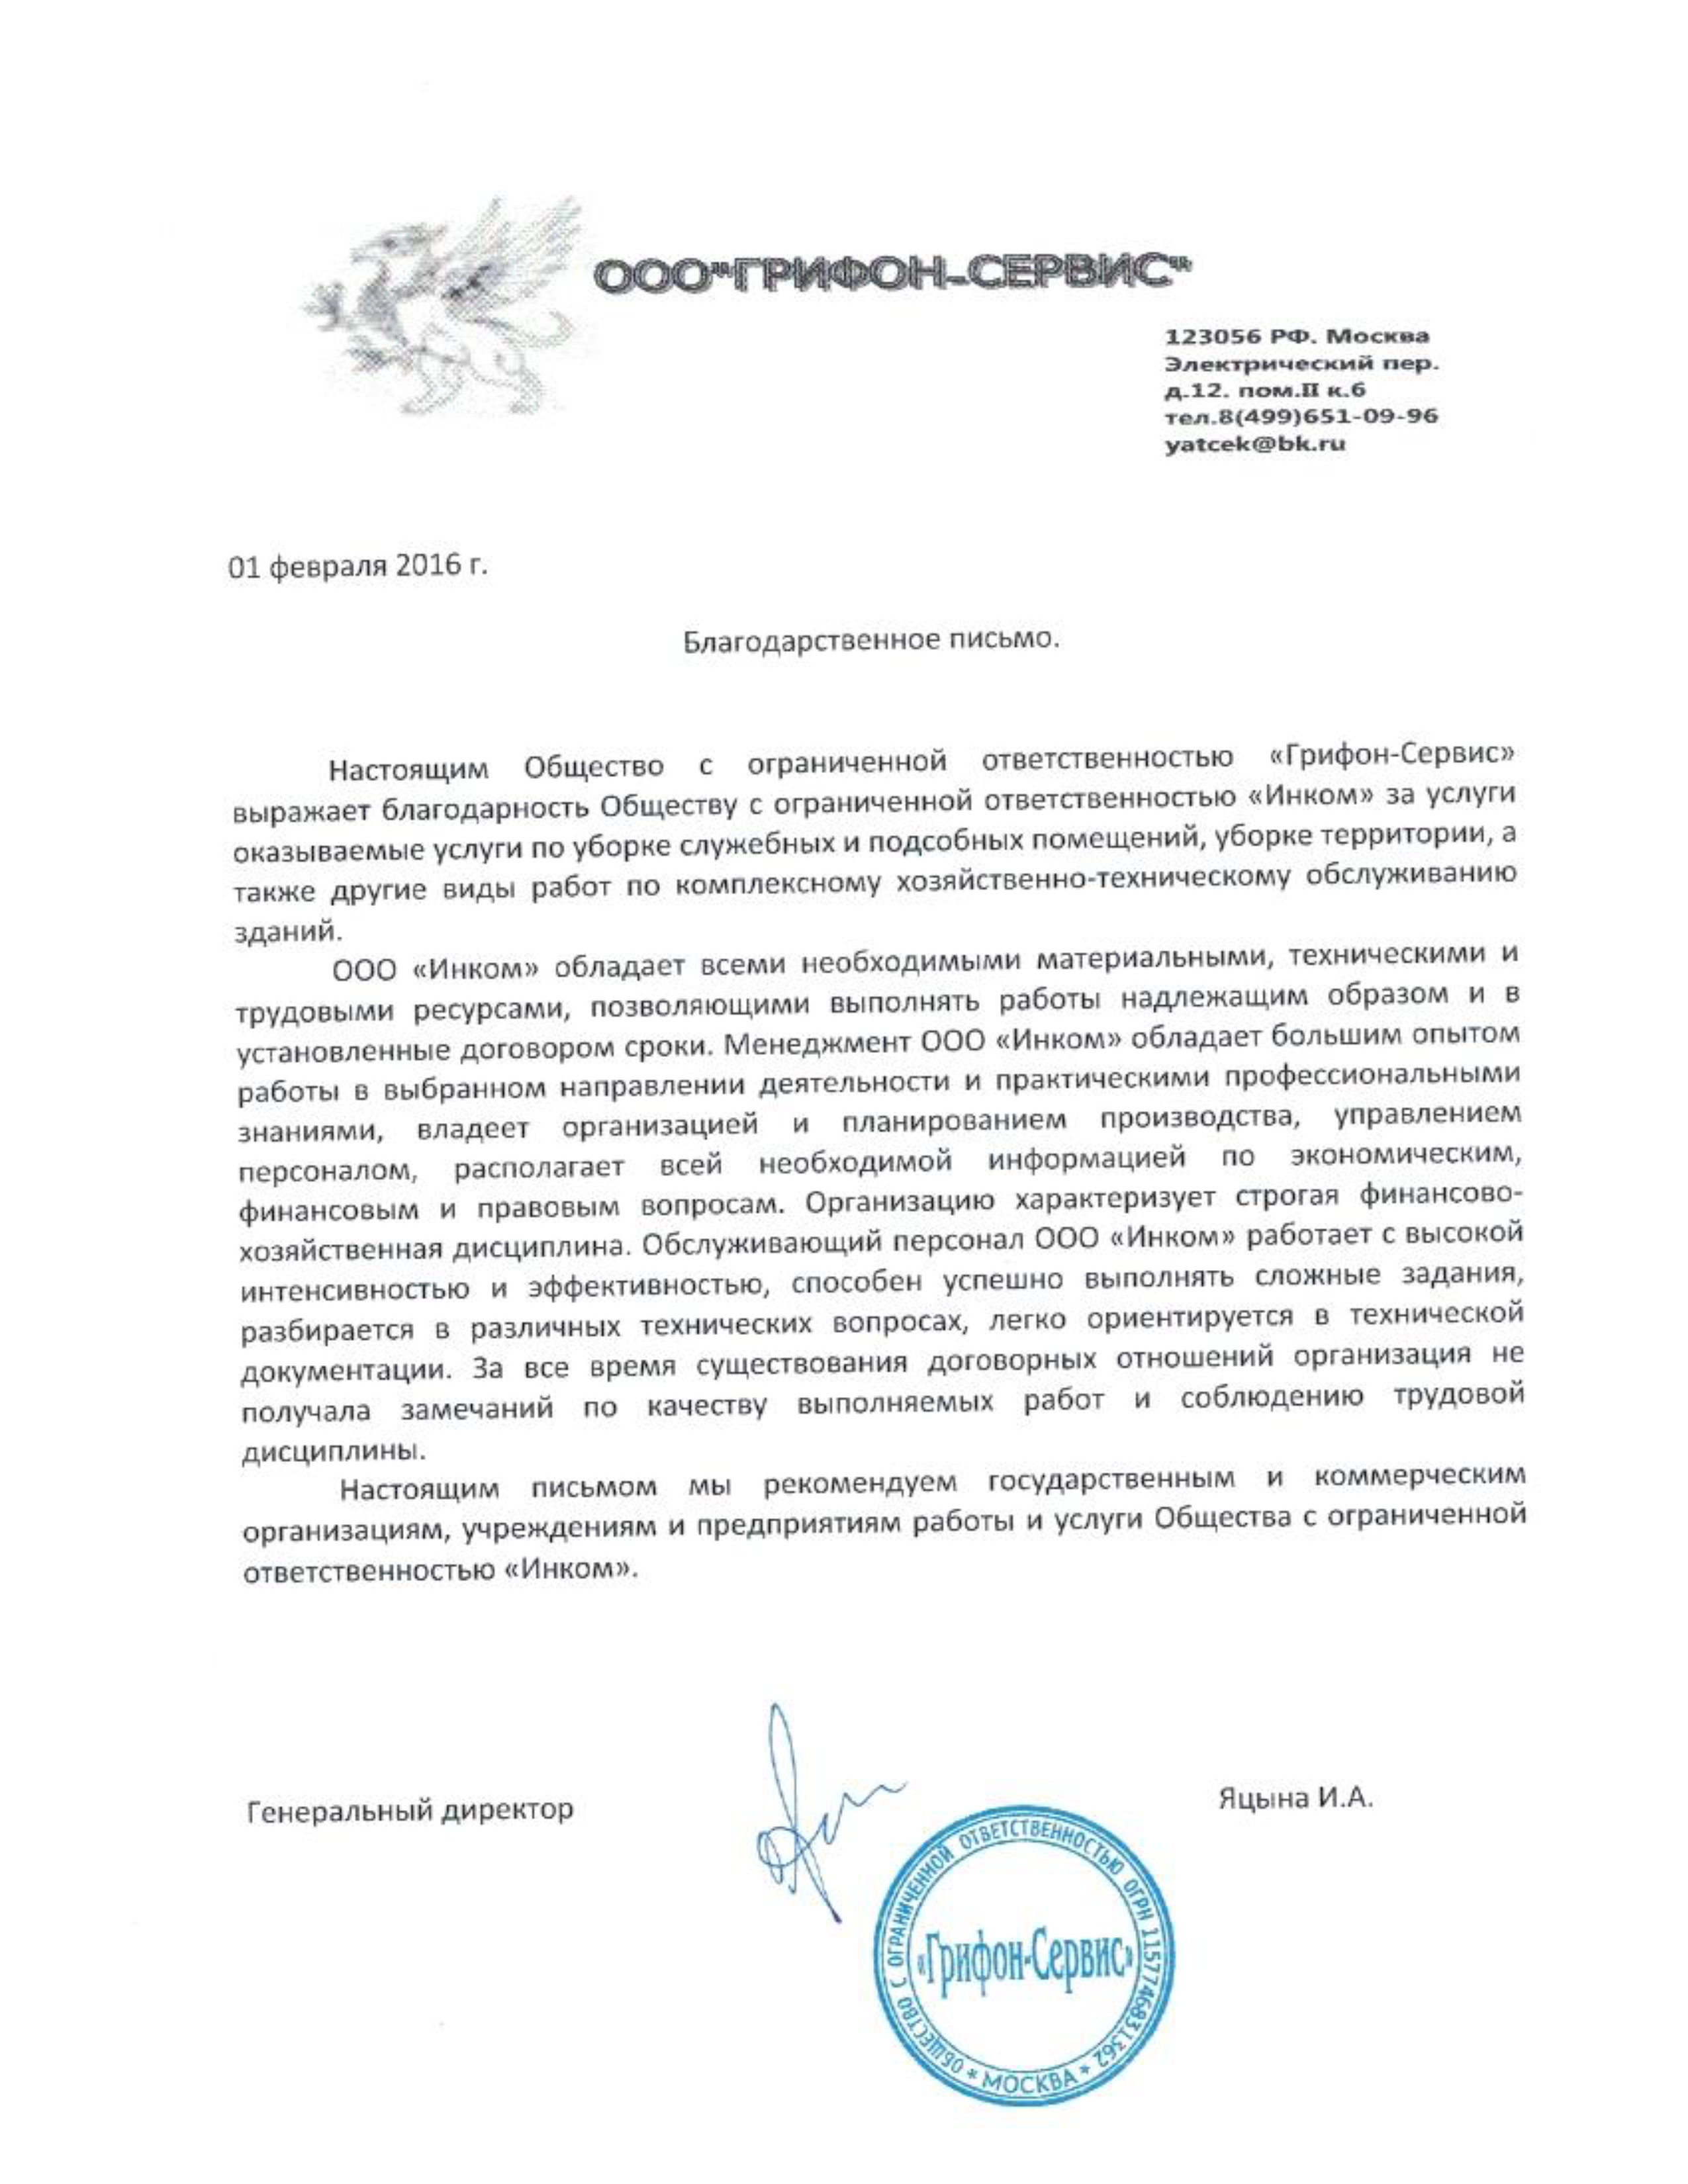 ООО"ГРИФОН-СЕРВИС"
123056 РФ. Москва
Электрический пер.
д.12. пом.II к.6
тел.8(499)651-09-96
yatcek@bk.ru
01 февраля 2016 г.
Благодарственное письмо.
Настоящим Общество с ограниченной ответственностью «Грифон-Сервис»
выражает благодарность Обществу с ограниченной ответственностью «Инком» за услуги
оказываемые услуги по уборке служебных и подсобных помещений, уборке территории, а
также другие виды работ по комплексному хозяйственно-техническому обслуживанию
зданий.
ООО «Инком» обладает всеми необходимыми материальными, техническими и
трудовыми ресурсами, позволяющими выполнять работы надлежащим образом и в
установленные договором сроки. Менеджмент ООО «Инком» обладает большим опытом
работы в выбранном направлении деятельности и практическими профессиональными
знаниями, владеет организацией и планированием производства, управлением
персоналом, располагает всей необходимой информацией по экономическим,
финансовым и правовым вопросам. Организацию характеризует строгая финансово-
хозяйственная дисциплина. Обслуживающий персонал ООО «Инком» работает с высокой
интенсивностью и эффективностью, способен успешно выполнять сложные задания,
разбирается в различных технических вопросах, легко ориентируется в технической
документации. За все время существования договорных отношений организация не
получала замечаний по качеству выполняемых работ и соблюдению трудовой
дисциплины.
Настоящим письмом мы рекомендуем государственным и коммерческим
организациям, учреждениям и предприятиям работы и услуги Общества с ограниченной
ответственностью «Инком».
Генеральный директор
Яцына И.А.
ОБЩЕСТВО С ОГРАНИЧЕННОЙ ОТВЕТСТВЕННОСТЬЮ ОГРН 1157746831362
«Грифон-Сервис»
* МОСКВА *